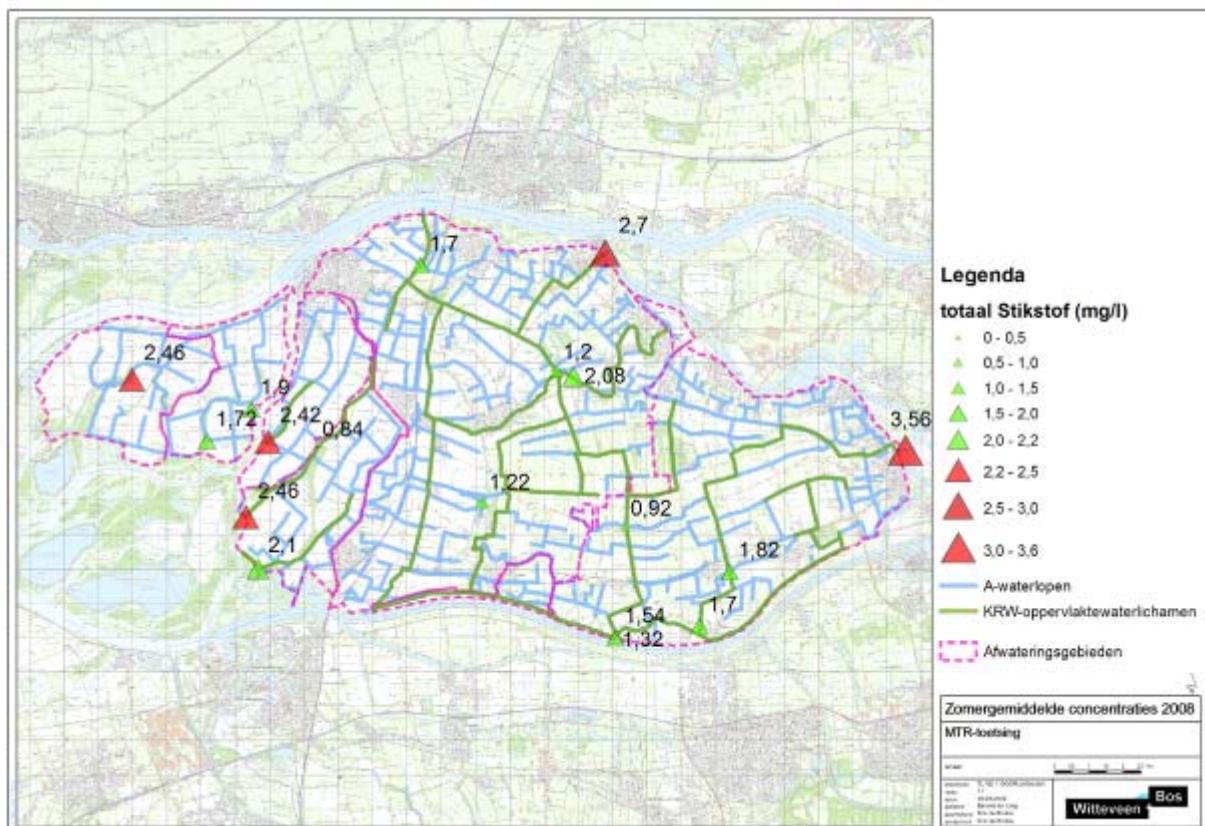 2,7
1,7
2,46
1,2
2,08
1,9
1,72
2,42
0,84
3,56
2,46
1,22
0,92
2,1
1,82
1,7
1,54
1,32
Legenda
totaal Stikstof (mg/l)
0 - 0,5
0,5 - 1,0
1,0 - 1,5
1,5 - 2,0
2,0 - 2,2
2,2 - 2,5
2,5 - 3,0
3,0 - 3,6
A-waterlopen
KRW-oppervlaktewaterlichamen
Afwateringsgebieden
Zomergemiddelde concentraties 2008
MTR-toetsing
Witteveen Bos